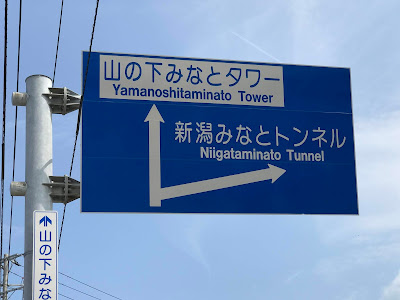 山の下みなとタワー
Yamanoshitaminato Tower
新潟みなとトンネル
Niigataminato Tunnel
山の下みな